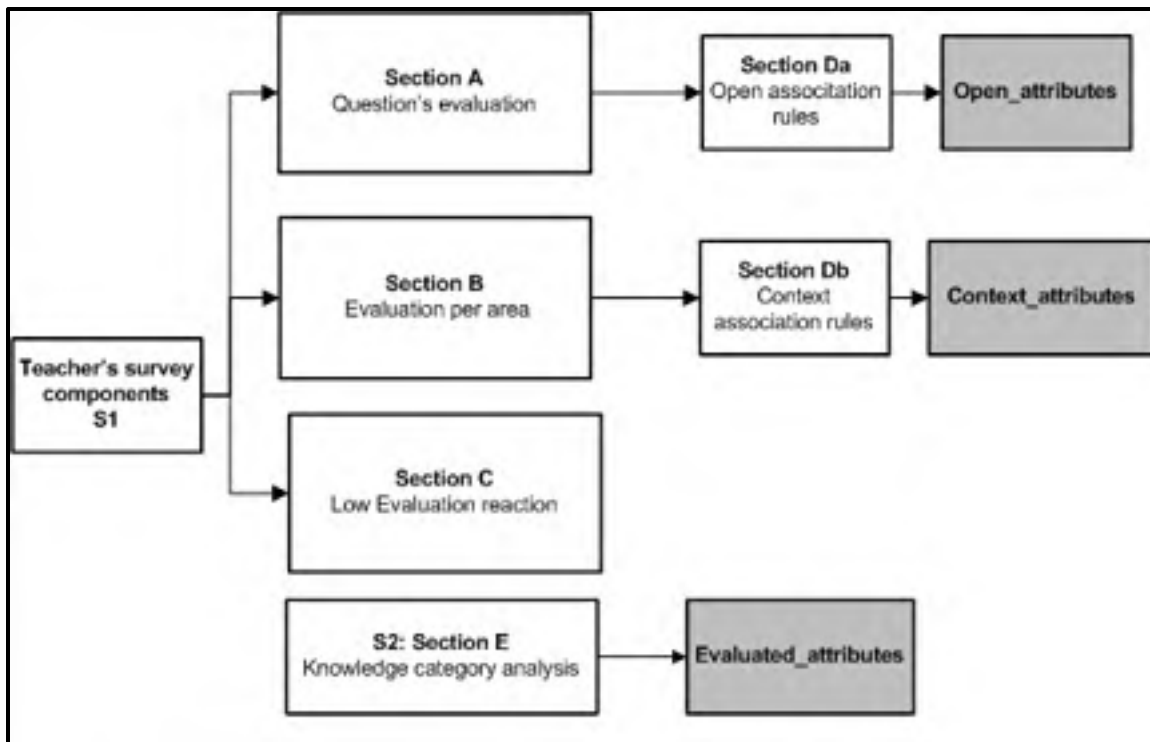 Section A
Question's evaluation
Section Da
Open associtation
rules
Open_attributes
Section B
Evaluation per area
Section Db
Context
association rules
Context_attributes
Teacher's survey
components
S1
Section C
Low Evaluation reaction
S2: Section E
Knowledge category analysis
Evaluated_attributes